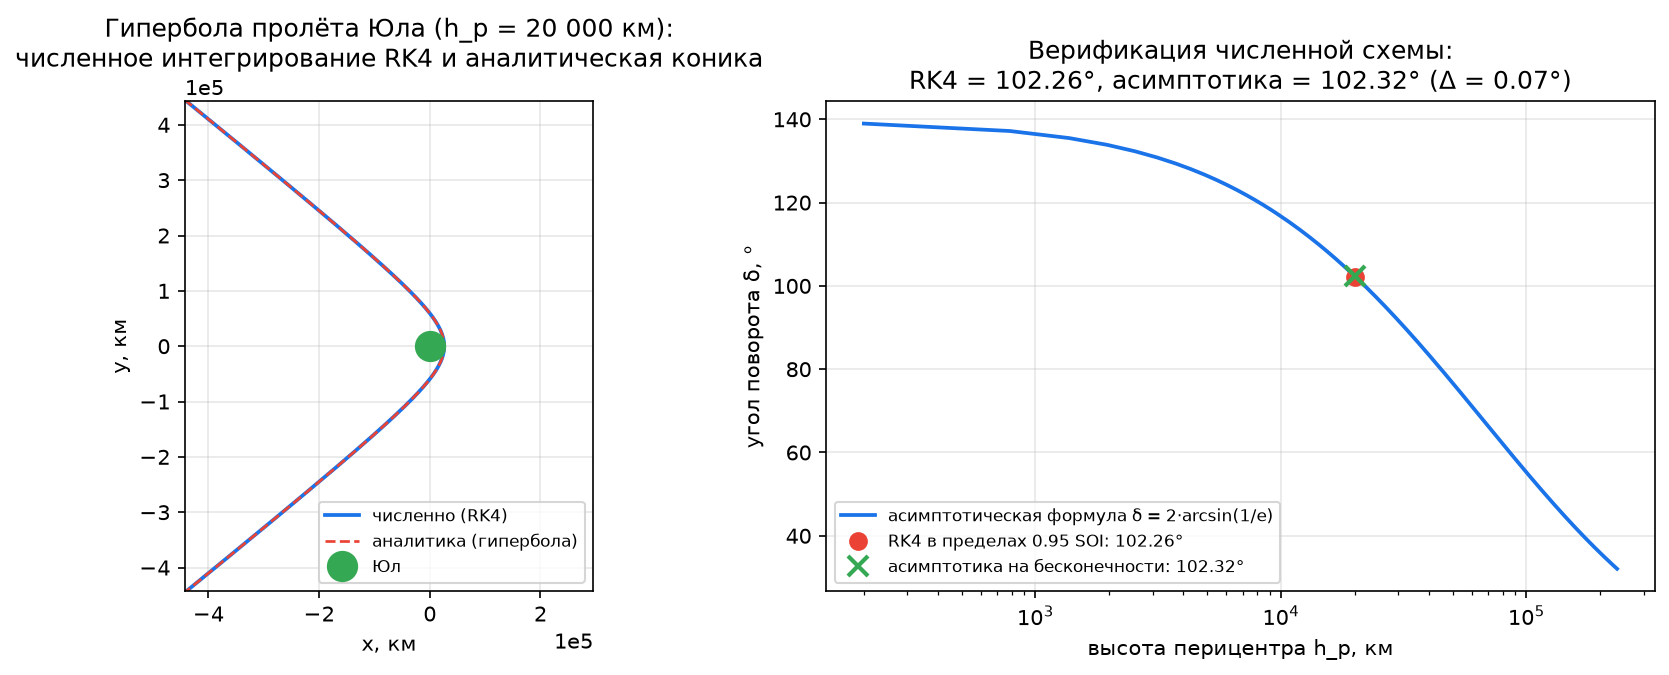 Гипербола пролёта Юла (h_p = 20 000 км):
численное интегрирование RK4 и аналитическая коника
1e5
4
3
2
1
0
−1
−2
−3
−4
y, км
−4
−2
0
2
1e5
x, км
численно (RK4)
аналитика (гипербола)
Юл
Верификация численной схемы:
RK4 = 102.26°, асимптотика = 102.32° (Δ = 0.07°)
140
120
100
80
60
40
угол поворота δ, °
10³
10⁴
10⁵
высота перицентра h_p, км
асимптотическая формула δ = 2·arcsin(1/e)
RK4 в пределах 0.95 SOI: 102.26°
асимптотика на бесконечности: 102.32°